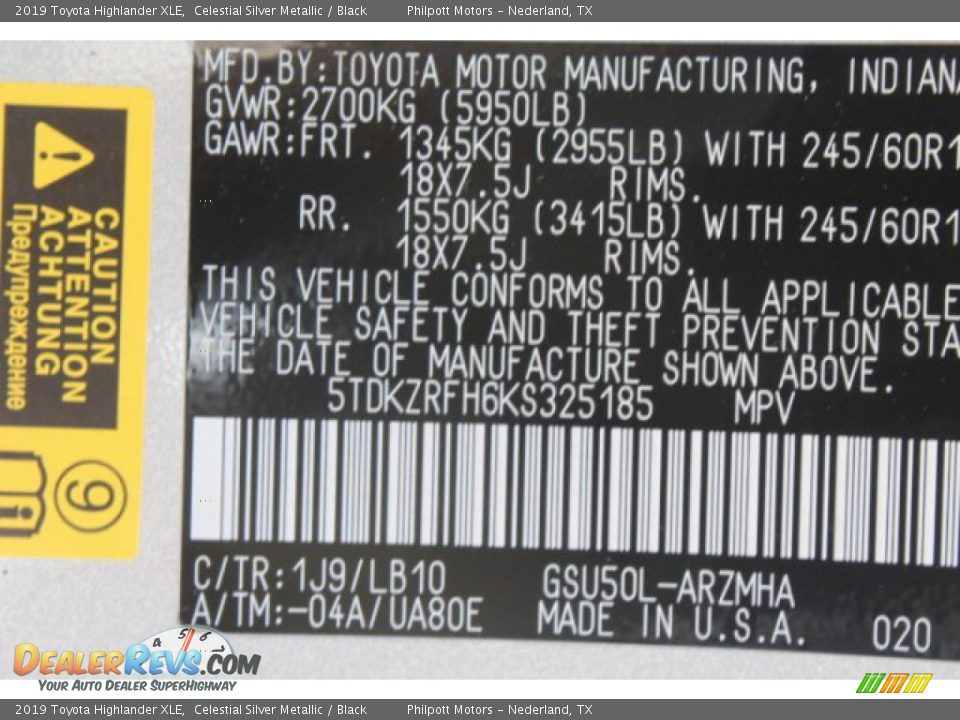 2019 Toyota Highlander XLE, Celestial Silver Metallic / Black Philpott Motors - Nederland, TX
MFD.BY:TOYOTA MOTOR MANUFACTURING, INDIANA
GVWR:2700KG (5950LB)
GAWR:FRT. 1345KG (2955LB) WITH 245/60R1
18X7.5J RIMS.
RR. 1550KG (3415LB) WITH 245/60R1
18X7.5J RIMS.
THIS VEHICLE CONFORMS TO ALL APPLICABLE
VEHICLE SAFETY AND THEFT PREVENTION STA
THE DATE OF MANUFACTURE SHOWN ABOVE.
5TDKZRFH6KS325185 MPV
C/TR:1J9/LB10 GSU50L-ARZMHA
A/TM:-04A/UA80E MADE IN U.S.A. 020
CAUTION
ATTENTION
ACHTUNG
Предупреждение
9
i
4 5 6
DEALERREVS.COM
YOUR AUTO DEALER SUPERHIGHWAY
2019 Toyota Highlander XLE, Celestial Silver Metallic / Black Philpott Motors - Nederland, TX